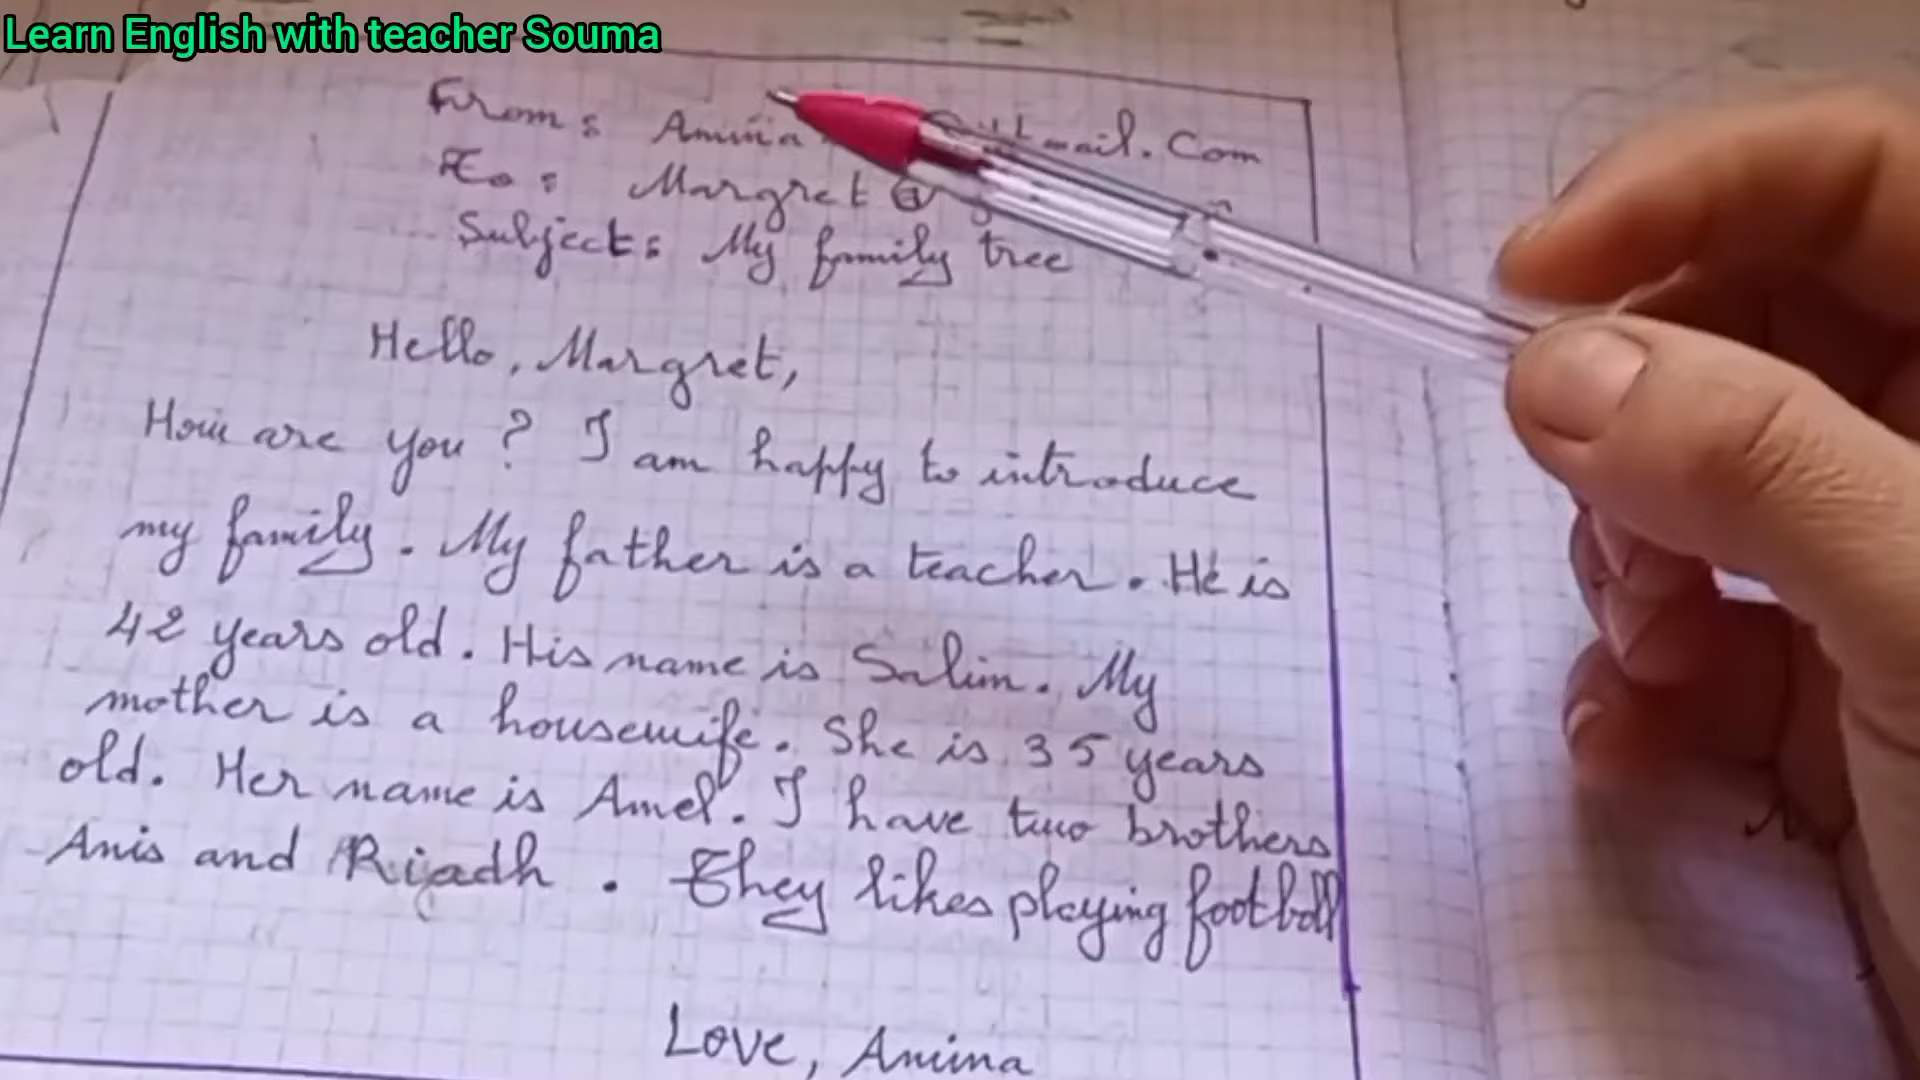 Learn English with teacher Souma
From: Amina mail.Com
To: Margret @
Subject: My family tree
Hello, Margret,
How are you? I am happy to introduce
my family. My father is a teacher. He is
42 years old. His name is Salim. My
mother is a housewife. She is 35 years
old. Her name is Amel. I have two brothers
Anis and Riadh. They likes playing football
Love, Amina